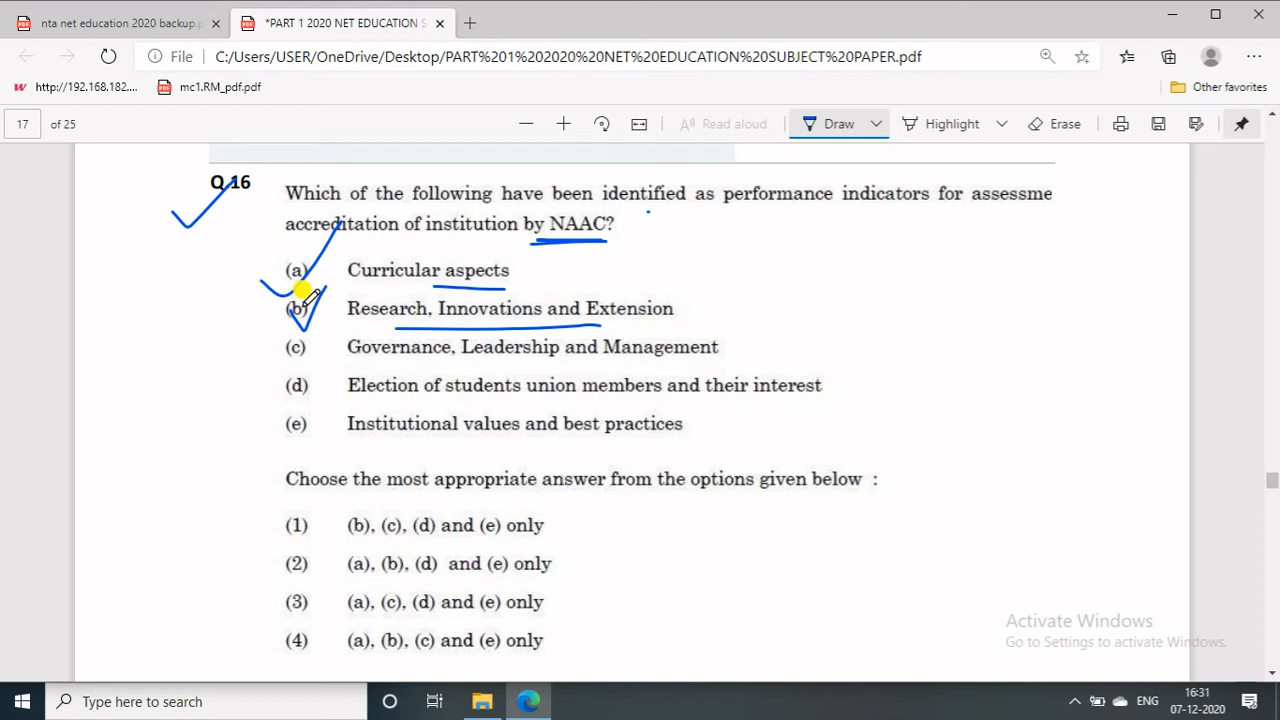 nta net education 2020 backup.p
*PART 1 2020 NET EDUCATION S
File
C:/Users/USER/OneDrive/Desktop/PART%201%202020%20NET%20EDUCATION%20SUBJECT%20PAPER.pdf
http://192.168.182....
mc1.RM_pdf.pdf
Other favorites
17 of 25
Read aloud
Draw
Highlight
Erase
Q.16
Which of the following have been identified as performance indicators for assessme
accreditation of institution by NAAC?
(a) Curricular aspects
(b) Research, Innovations and Extension
(c) Governance, Leadership and Management
(d) Election of students union members and their interest
(e) Institutional values and best practices
Choose the most appropriate answer from the options given below :
(1) (b), (c), (d) and (e) only
(2) (a), (b), (d) and (e) only
(3) (a), (c), (d) and (e) only
(4) (a), (b), (c) and (e) only
Activate Windows
Go to Settings to activate Windows.
Type here to search
ENG
16:31
07-12-2020